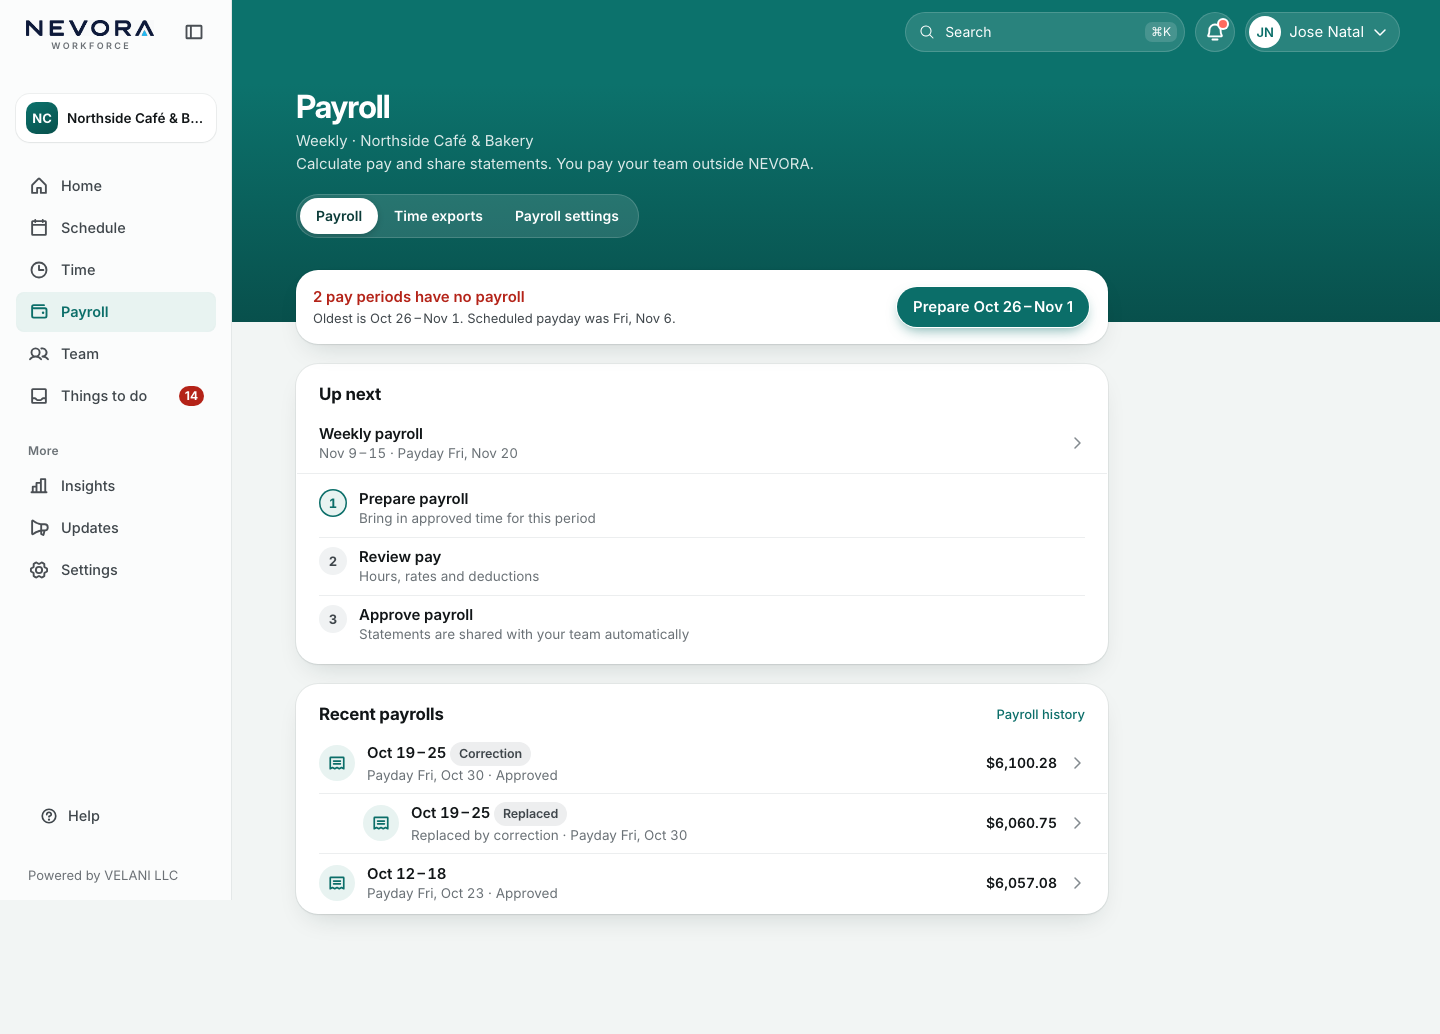 NEVORA
WORKFORCE
Search
⌘K
JN
Jose Natal
NC
Northside Café & B...
Home
Schedule
Time
Payroll
Team
Things to do
14
More
Insights
Updates
Settings
Help
Powered by VELANI LLC
Payroll
Weekly · Northside Café & Bakery
Calculate pay and share statements. You pay your team outside NEVORA.
Payroll
Time exports
Payroll settings
2 pay periods have no payroll
Oldest is Oct 26 – Nov 1. Scheduled payday was Fri, Nov 6.
Prepare Oct 26 – Nov 1
Up next
Weekly payroll
Nov 9 – 15 · Payday Fri, Nov 20
1
Prepare payroll
Bring in approved time for this period
2
Review pay
Hours, rates and deductions
3
Approve payroll
Statements are shared with your team automatically
Recent payrolls
Payroll history
Oct 19 – 25 Correction
Payday Fri, Oct 30 · Approved
$6,100.28
Oct 19 – 25 Replaced
Replaced by correction · Payday Fri, Oct 30
$6,060.75
Oct 12 – 18
Payday Fri, Oct 23 · Approved
$6,057.08